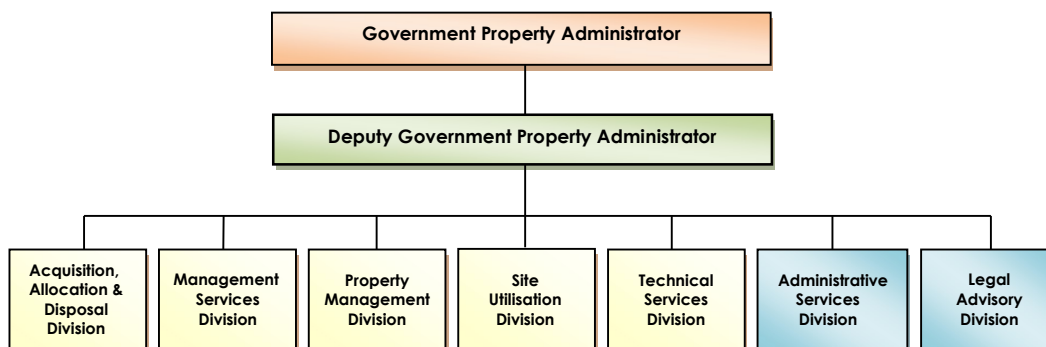 Government Property Administrator
Deputy Government Property Administrator
Acquisition,
Allocation &
Disposal
Division
Management
Services
Division
Property
Management
Division
Site
Utilisation
Division
Technical
Services
Division
Administrative
Services
Division
Legal
Advisory
Division